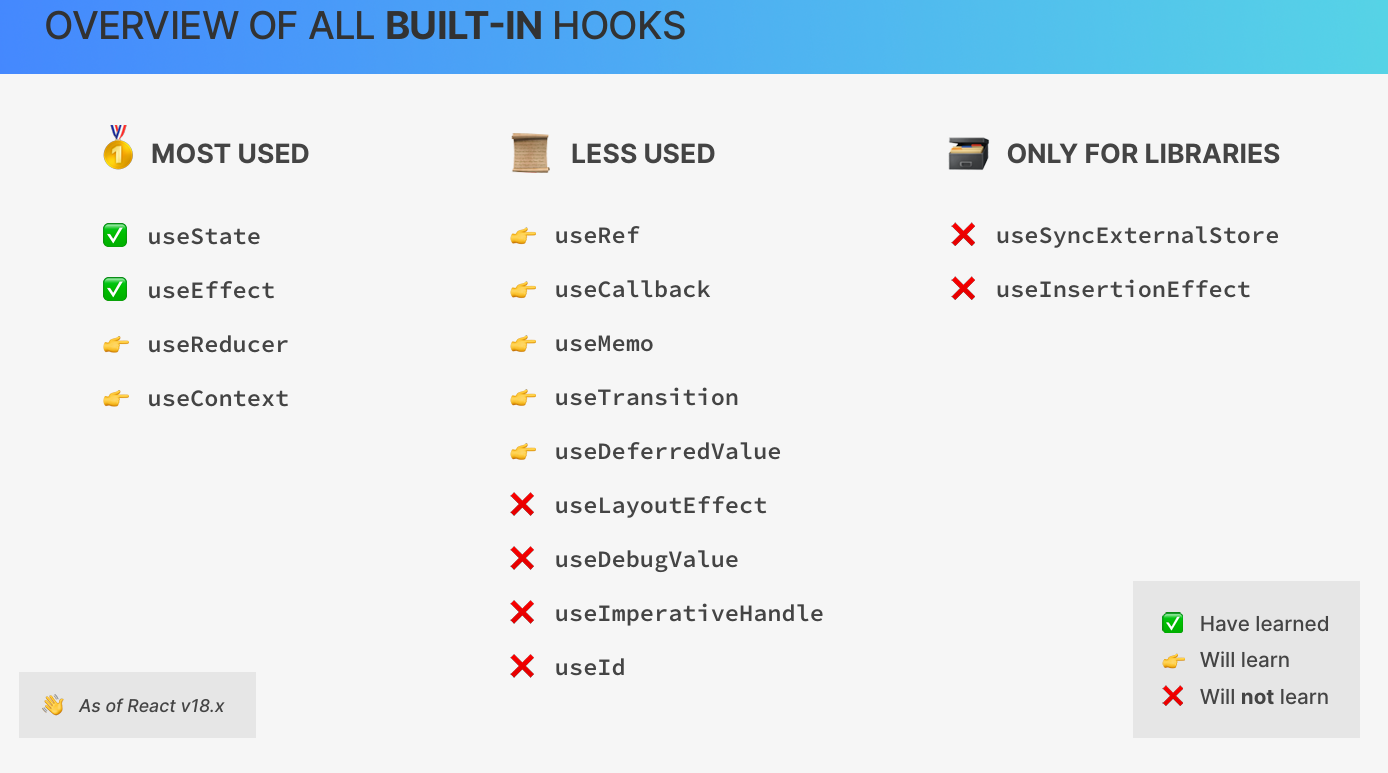 OVERVIEW OF ALL BUILT-IN HOOKS
MOST USED
useState
useEffect
useReducer
useContext
LESS USED
useRef
useCallback
useMemo
useTransition
useDeferredValue
useLayoutEffect
useDebugValue
useImperativeHandle
useId
ONLY FOR LIBRARIES
useSyncExternalStore
useInsertionEffect
As of React v18.x
Have learned
Will learn
Will not learn